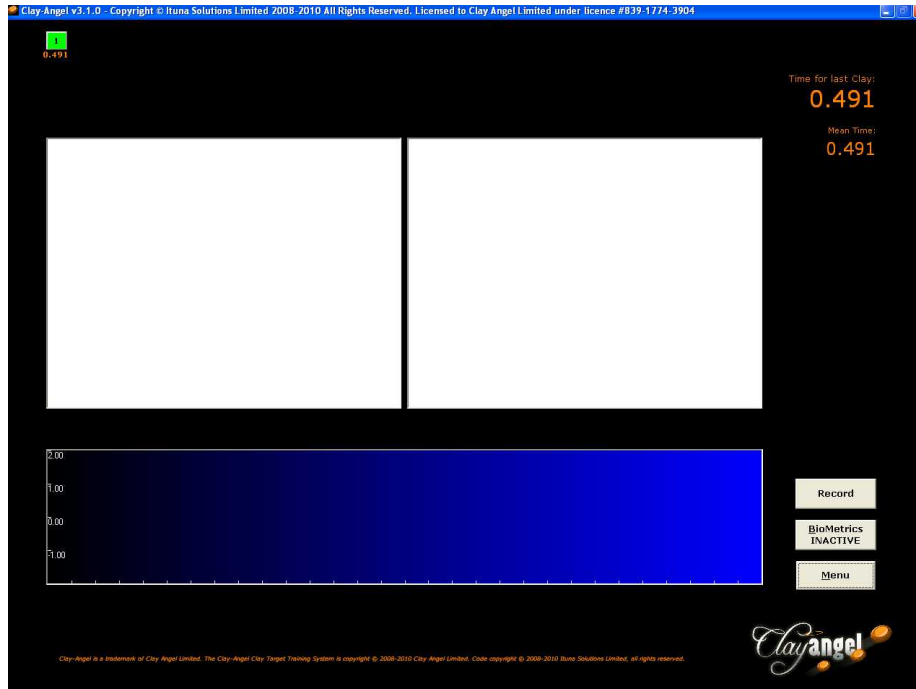 Clay-Angel v3.1.0 - Copyright © Ituna Solutions Limited 2008-2010 All Rights Reserved. Licensed to Clay Angel Limited under licence #839-1774-3904
1
0.491
Time for last Clay:
0.491
Mean Time:
0.491
2.00
1.00
0.00
-1.00
Record
BioMetrics
INACTIVE
Menu
Clayangel
Clay-Angel is a trademark of Clay Angel Limited. The Clay-Angel Clay Target Training System is copyright © 2008-2010 Clay Angel Limited. Code copyright © 2008-2010 Ituna Solutions Limited, all rights reserved.